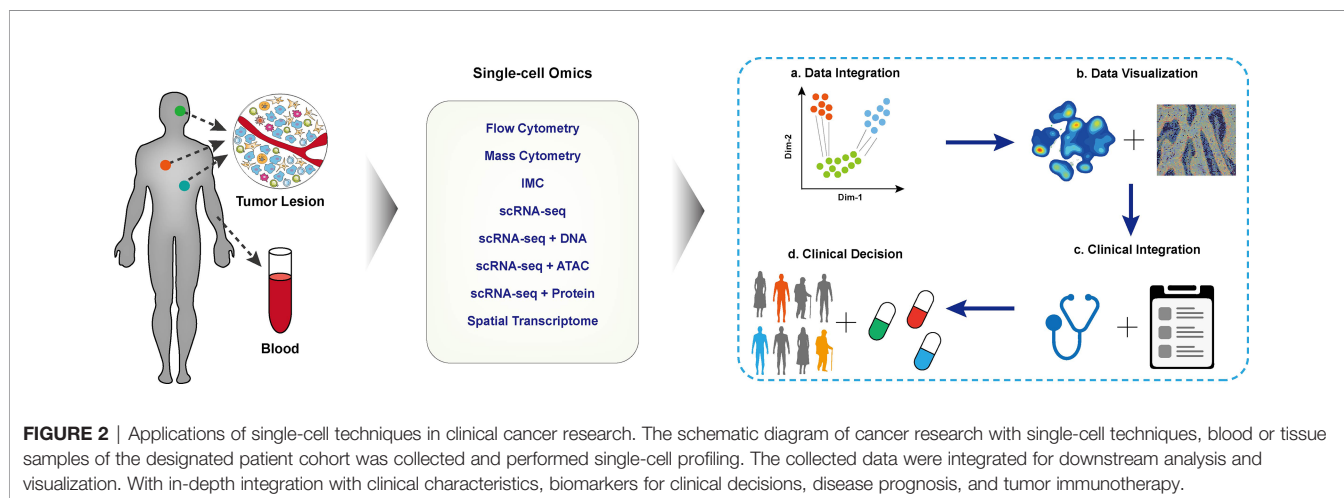 Tumor Lesion
Blood
Single-cell Omics
Flow Cytometry
Mass Cytometry
IMC
scRNA-seq
scRNA-seq + DNA
scRNA-seq + ATAC
scRNA-seq + Protein
Spatial Transcriptome
a. Data Integration
Dim-2
Dim-1
b. Data Visualization
c. Clinical Integration
d. Clinical Decision
FIGURE 2 | Applications of single-cell techniques in clinical cancer research. The schematic diagram of cancer research with single-cell techniques, blood or tissue
samples of the designated patient cohort was collected and performed single-cell profiling. The collected data were integrated for downstream analysis and
visualization. With in-depth integration with clinical characteristics, biomarkers for clinical decisions, disease prognosis, and tumor immunotherapy.